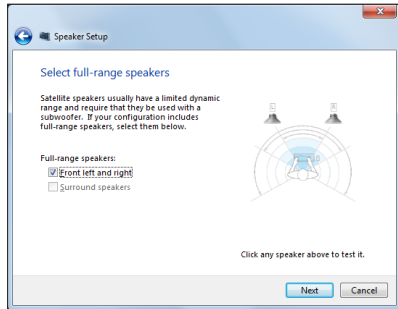 Speaker Setup
Select full-range speakers
Satellite speakers usually have a limited dynamic
range and require that they be used with a
subwoofer. If your configuration includes
full-range speakers, select them below.
L R
Full-range speakers:
Front left and right
Surround speakers
Click any speaker above to test it.
Next Cancel